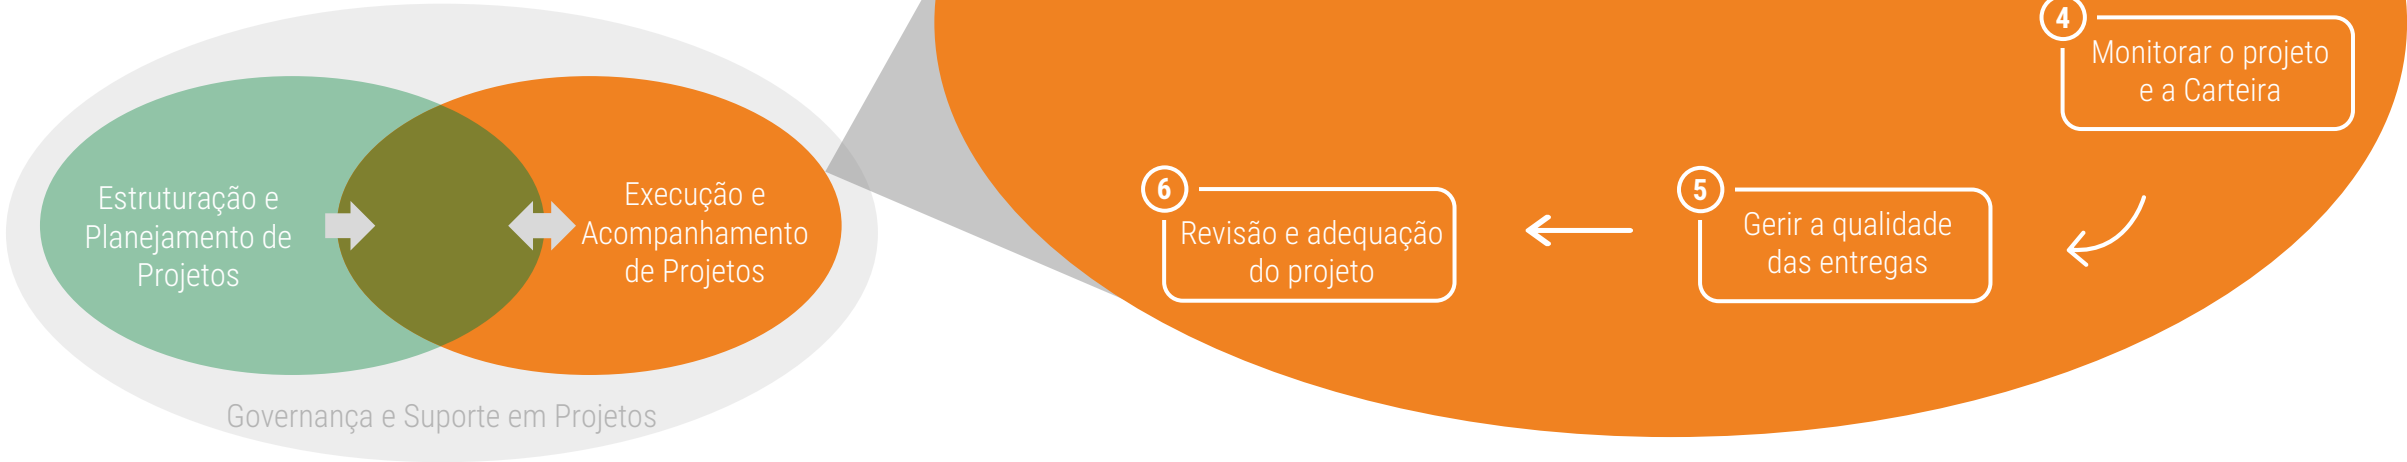 Estruturação e
Planejamento de
Projetos
Execução e
Acompanhamento
de Projetos
Governança e Suporte em Projetos
4
Monitorar o projeto
e a Carteira
5
Gerir a qualidade
das entregas
6
Revisão e adequação
do projeto